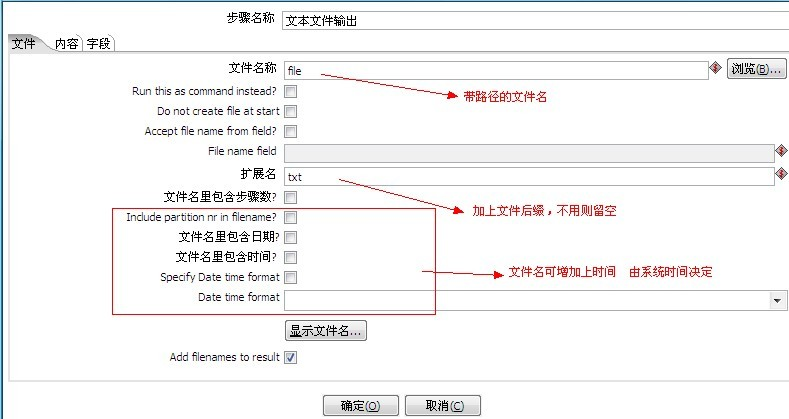 步骤名称 文本文件输出
文件 内容 字段
文件名称 file 浏览(B)...
带路径的文件名
Run this as command instead?
Do not create file at start
Accept file name from field?
File name field
扩展名 txt
文件名里包含步骤数?
加上文件后缀，不用则留空
Include partition nr in filename?
文件名里包含日期?
文件名里包含时间?
Specify Date time format
文件名可增加上时间 由系统时间决定
Date time format
显示文件名...
Add filenames to result
确定(O) 取消(C)